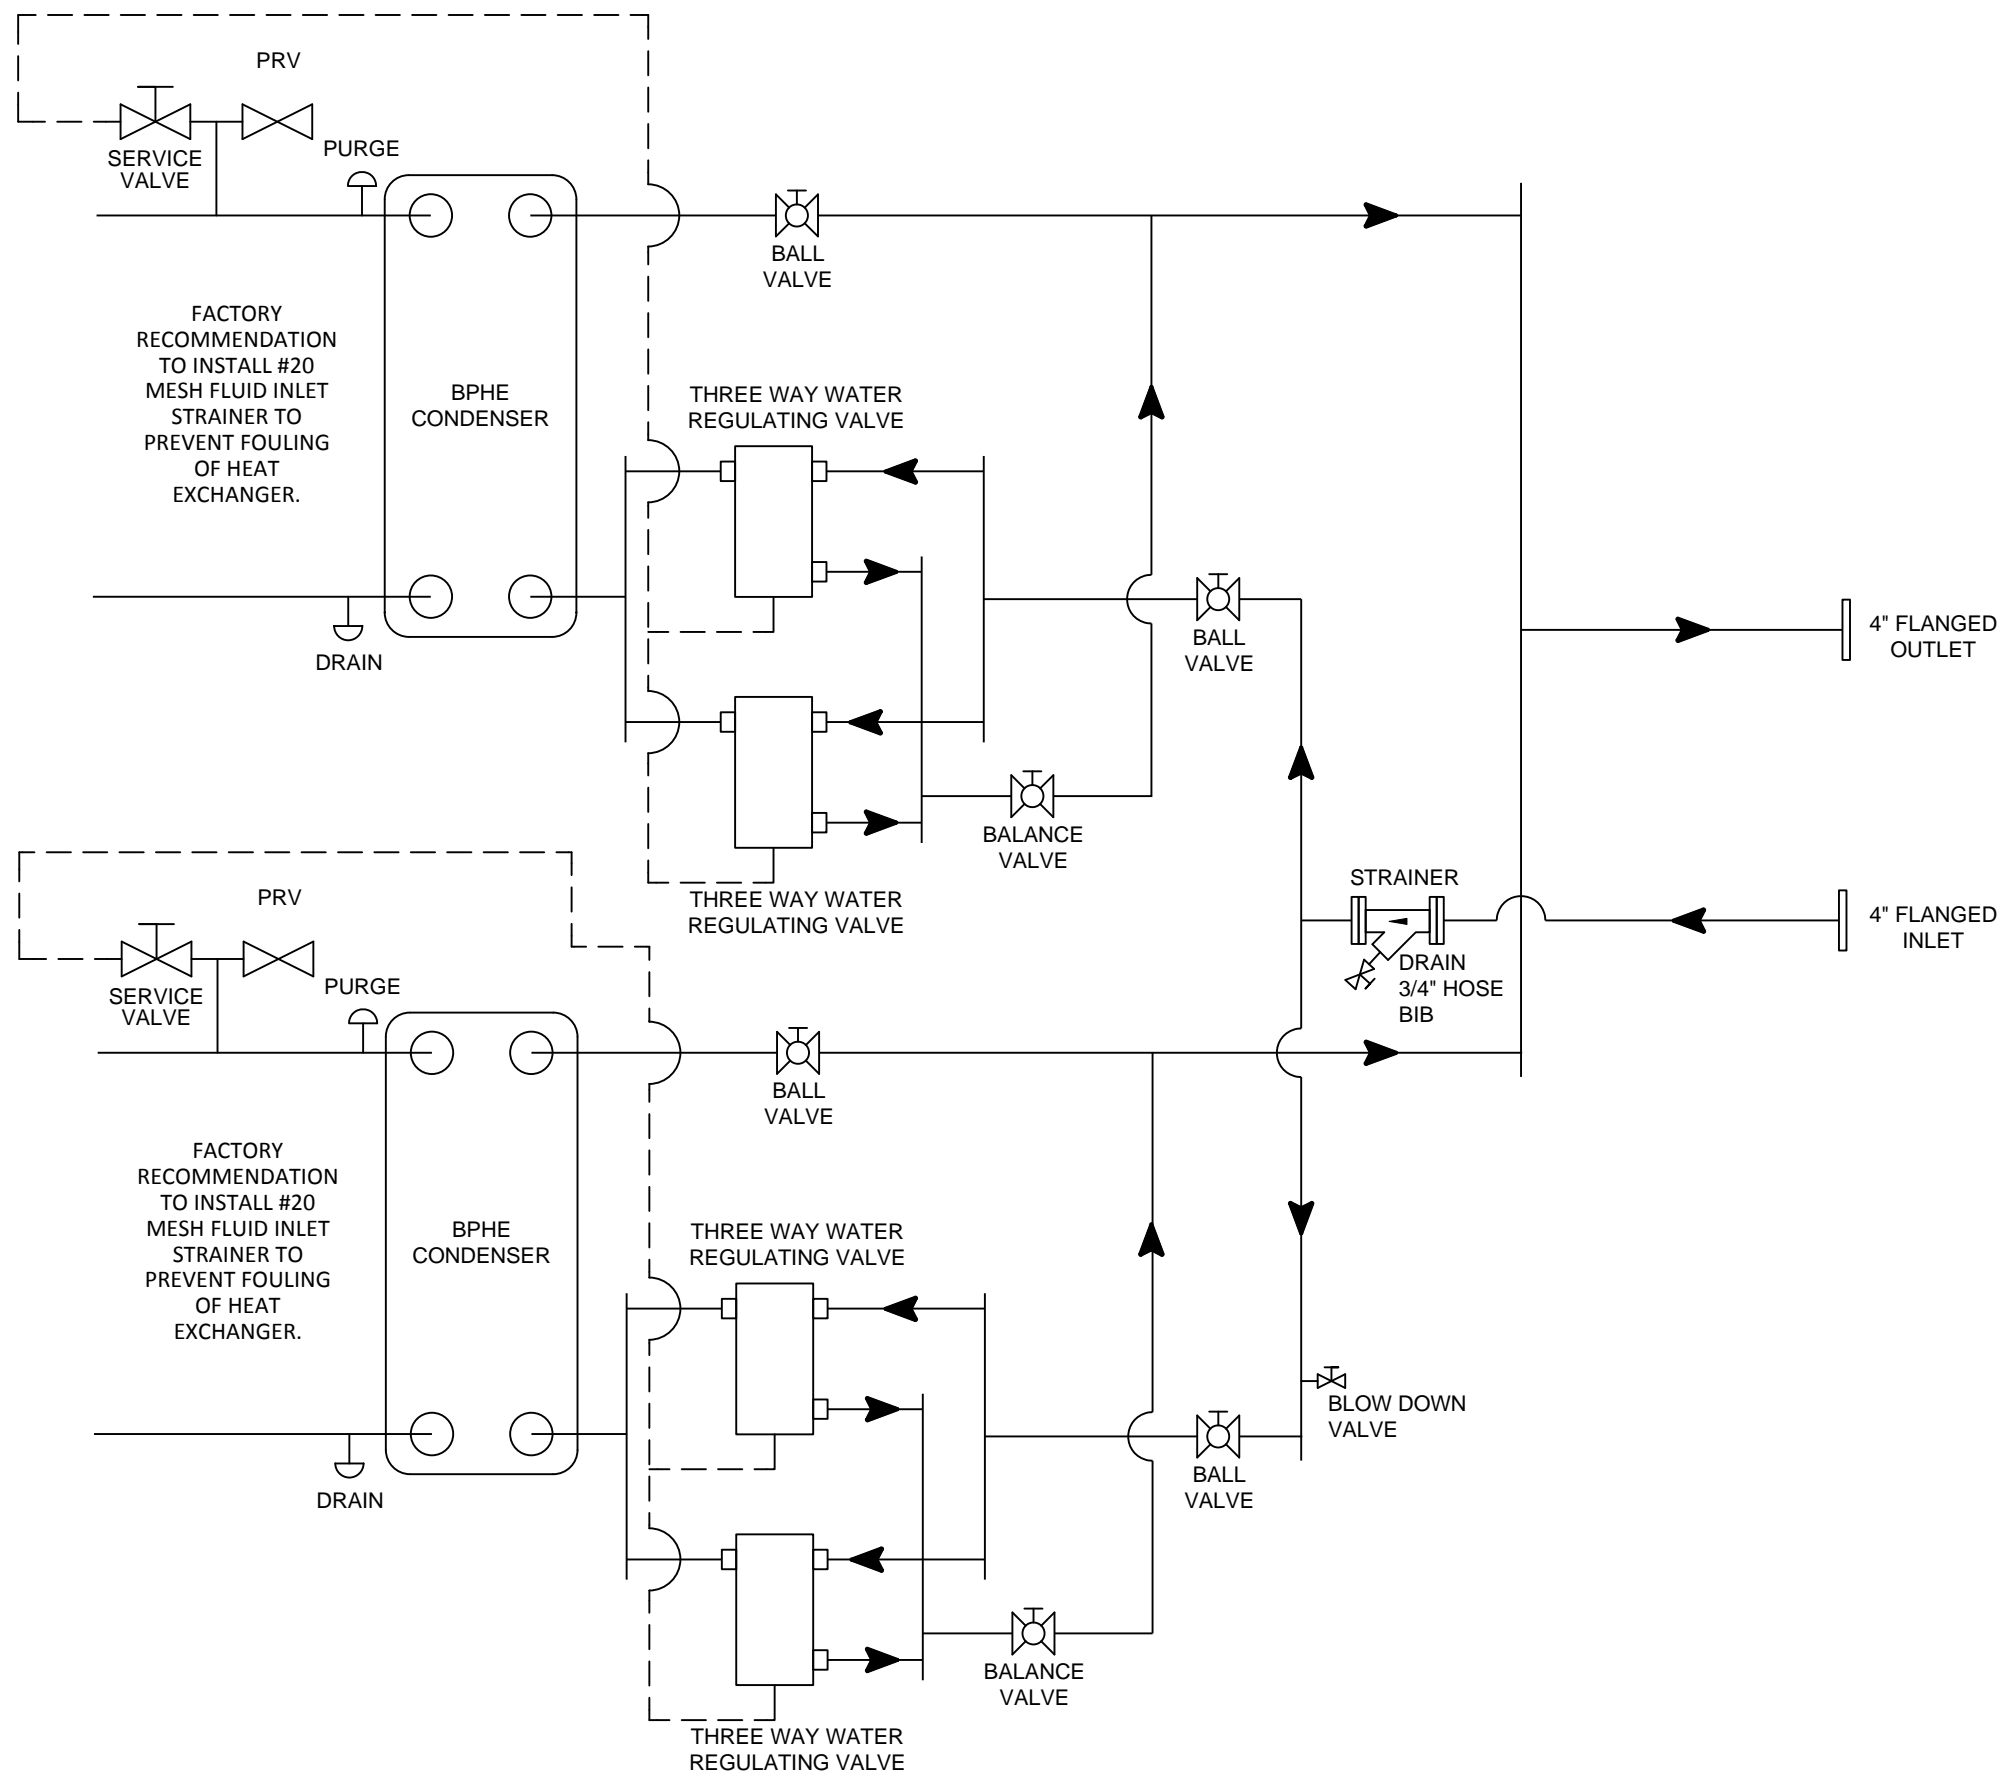 PRV
SERVICE
VALVE
PURGE
BALL
VALVE
FACTORY
RECOMMENDATION
TO INSTALL #20
MESH FLUID INLET
STRAINER TO
PREVENT FOULING
OF HEAT
EXCHANGER.
BPHE
CONDENSER
THREE WAY WATER
REGULATING VALVE
DRAIN
BALL
VALVE
4" FLANGED
OUTLET
BALANCE
VALVE
THREE WAY WATER
REGULATING VALVE
STRAINER
4" FLANGED
INLET
DRAIN
3/4" HOSE
BIB
PRV
SERVICE
VALVE
PURGE
BALL
VALVE
FACTORY
RECOMMENDATION
TO INSTALL #20
MESH FLUID INLET
STRAINER TO
PREVENT FOULING
OF HEAT
EXCHANGER.
BPHE
CONDENSER
THREE WAY WATER
REGULATING VALVE
BLOW DOWN
VALVE
DRAIN
BALL
VALVE
BALANCE
VALVE
THREE WAY WATER
REGULATING VALVE